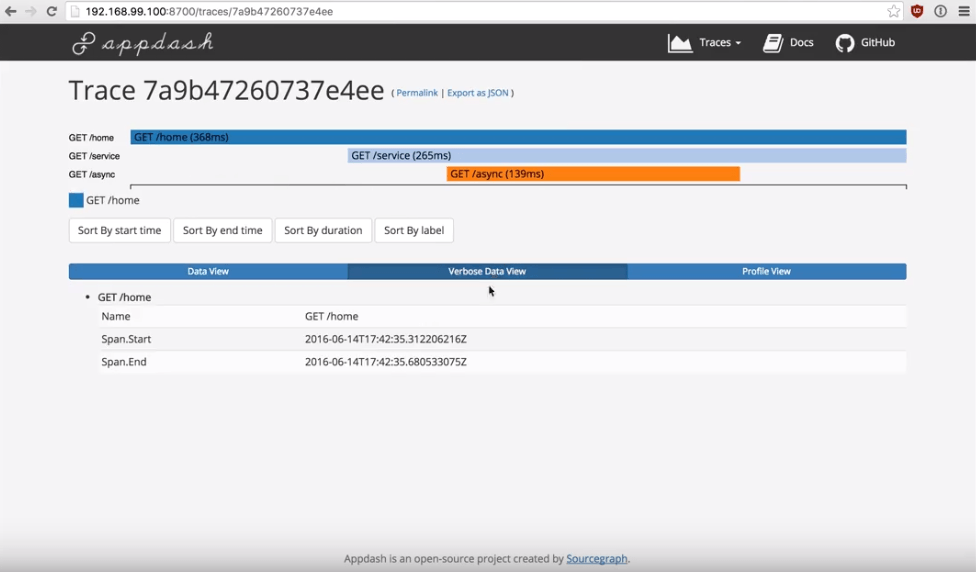 192.168.99.100:8700/traces/7a9b47260737e4ee
appdash
Traces Docs GitHub
Trace 7a9b47260737e4ee ( Permalink | Export as JSON )
GET /home GET /home (368ms)
GET /service GET /service (265ms)
GET /async GET /async (139ms)
GET /home
Sort By start time Sort By end time Sort By duration Sort By label
Data View Verbose Data View Profile View
• GET /home
Name GET /home
Span.Start 2016-06-14T17:42:35.312206216Z
Span.End 2016-06-14T17:42:35.680533075Z
Appdash is an open-source project created by Sourcegraph.